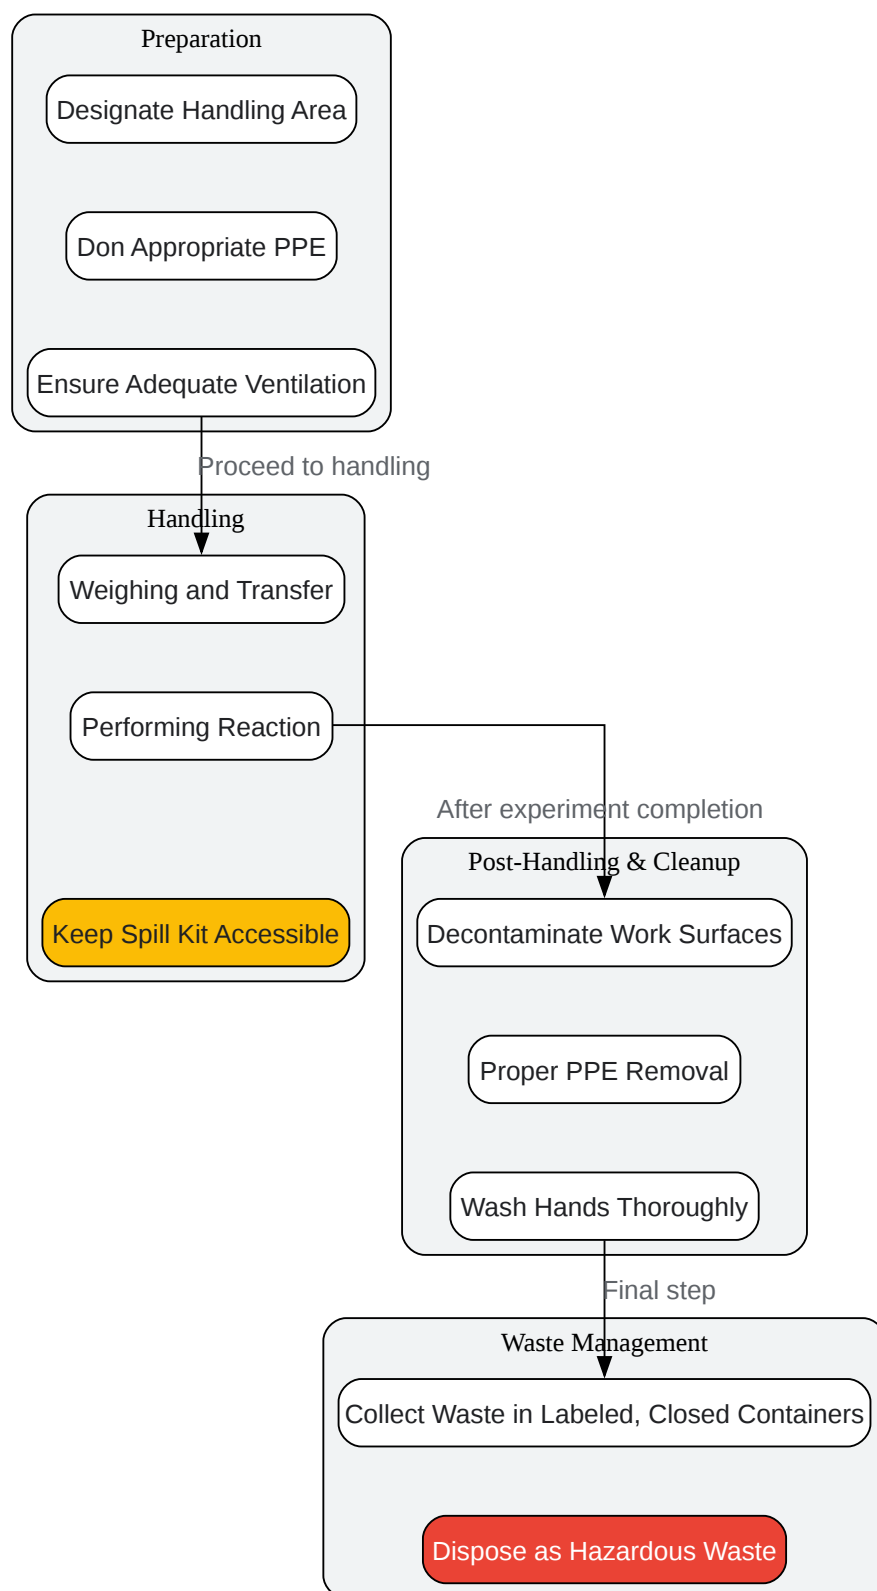 Preparation
Designate Handling Area
Don Appropriate PPE
Ensure Adequate Ventilation
Proceed to handling
Handling
Weighing and Transfer
Performing Reaction
After experiment completion
Post-Handling & Cleanup
Keep Spill Kit Accessible
Decontaminate Work Surfaces
Proper PPE Removal
Wash Hands Thoroughly
Final step
Waste Management
Collect Waste in Labeled, Closed Containers
Dispose as Hazardous Waste